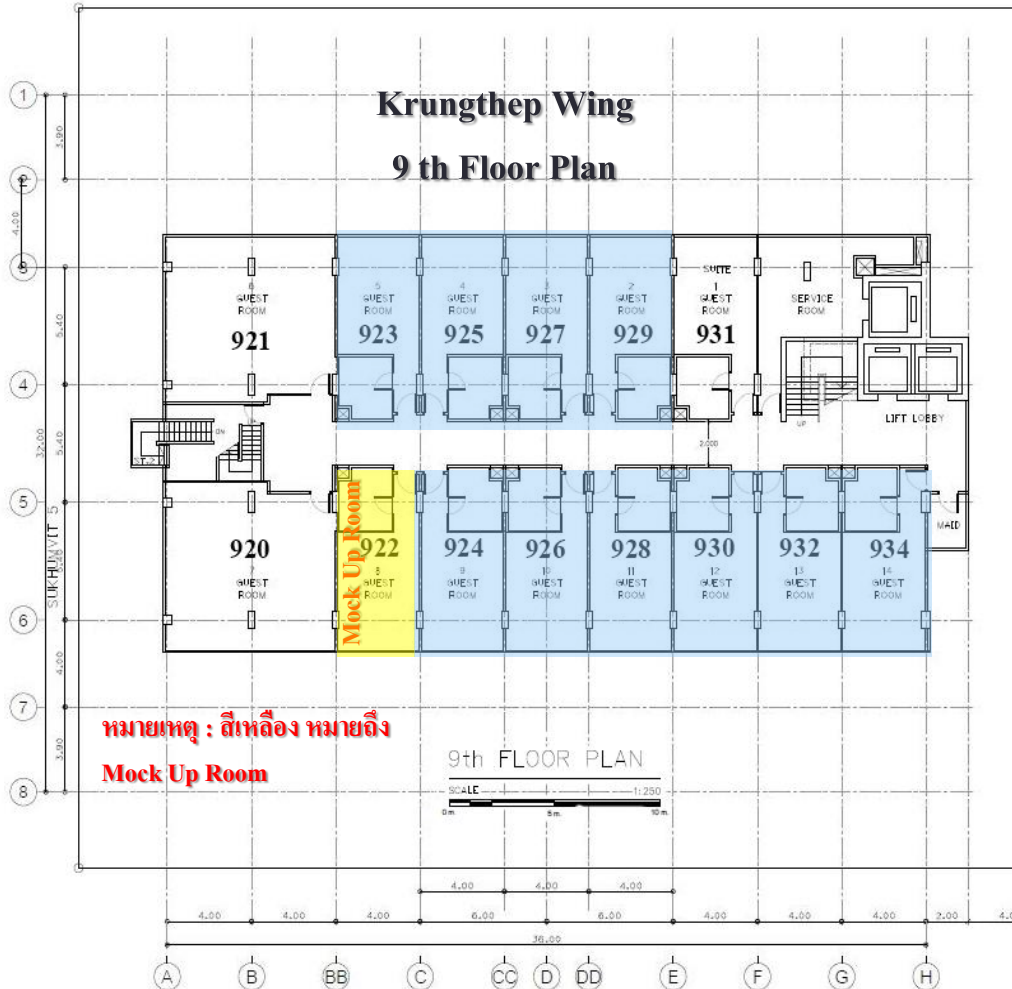 Krungthep Wing
9 th Floor Plan
1
3.90
4.00
3
5.40
4
5.40
32.00
5
SUKHUMVIT 5
5.40
6
4.00
7
3.90
8
6
GUEST
ROOM
921
5
GUEST
ROOM
923
4
GUEST
ROOM
925
3
GUEST
ROOM
927
2
GUEST
ROOM
929
SUITE
1
GUEST
ROOM
931
SERVICE
ROOM
UP
LIFT LOBBY
2.000
ST.2
MAID
920
7
GUEST
ROOM
Mock Up Room
922
8
GUEST
ROOM
924
9
GUEST
ROOM
926
10
GUEST
ROOM
928
11
GUEST
ROOM
930
12
GUEST
ROOM
932
13
GUEST
ROOM
934
14
GUEST
ROOM
หมายเหตุ : สีเหลือง หมายถึง
Mock Up Room
9th FLOOR PLAN
SCALE 1:250
0m. 5m. 10m.
4.00 4.00 4.00
4.00 4.00 4.00 6.00 6.00 4.00 4.00 4.00 2.00
36.00
A B BB C CC D DD E F G H